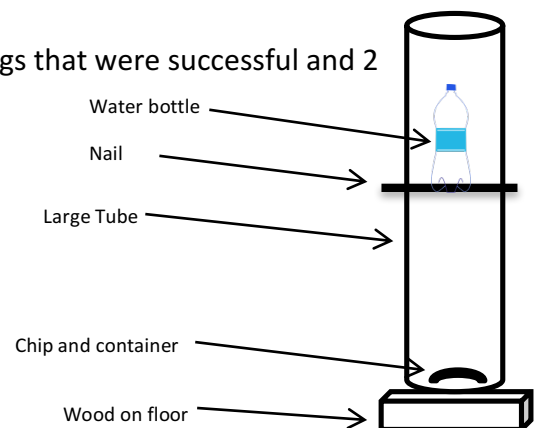 gs that were successful and 2
Water bottle
Nail
Large Tube
Chip and container
Wood on floor